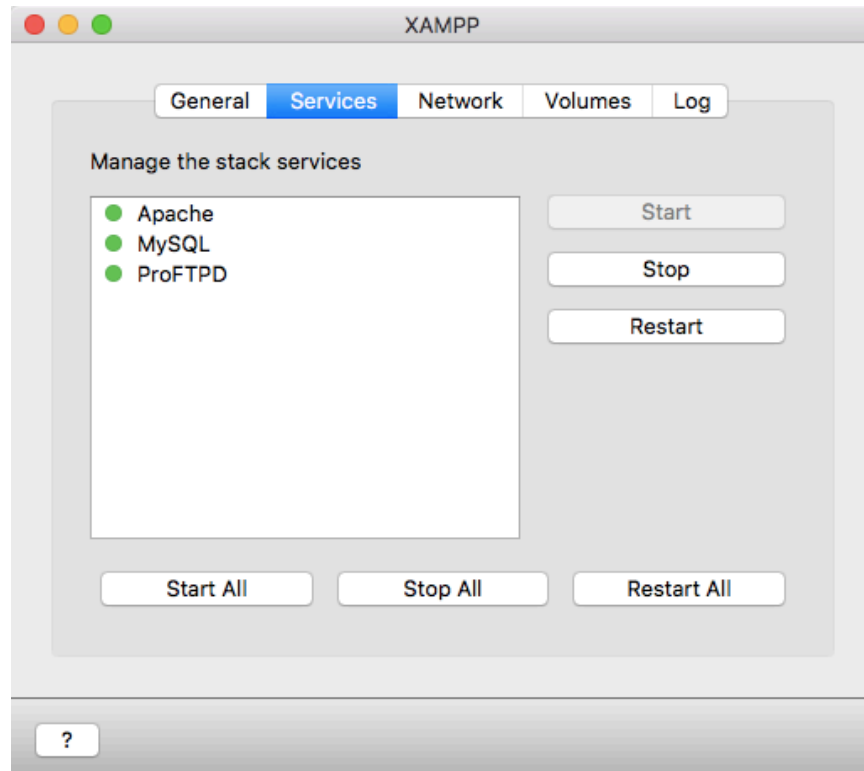 XAMPP
General Services Network Volumes Log
Manage the stack services
Apache
MySQL
ProFTPD
Start
Stop
Restart
Start All Stop All Restart All
?